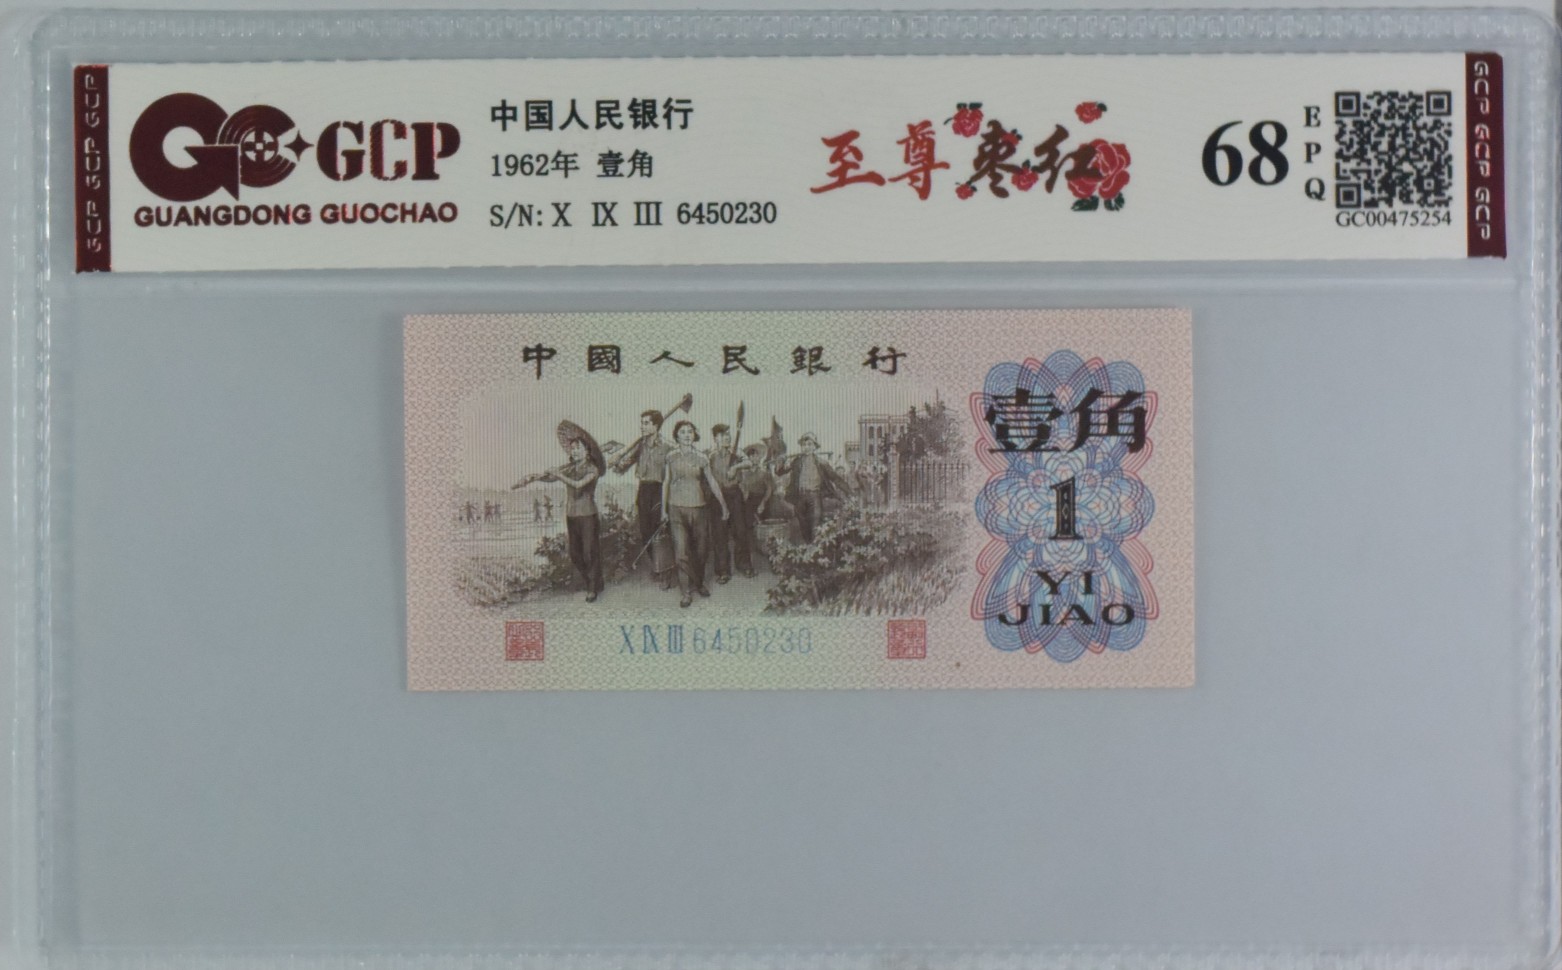 GCP
GUANGDONG GUOCHAO
中国人民银行
1962年 壹角
S/N: X IX III 6450230
至尊枣红
68
EPQ
GC00475254
GCP GCP GCP
GCP GCP GCP
中國人民銀行
壹角
1
YI
JIAO
X IX III 6450230